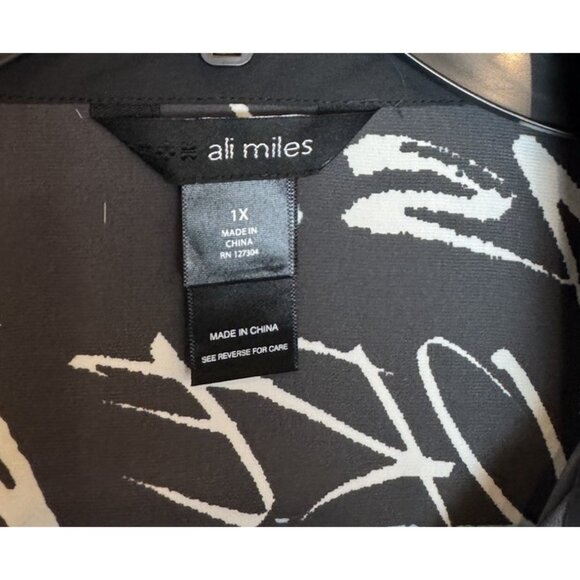 ali miles
1X
MADE IN
CHINA
RN 127304
MADE IN CHINA
SEE REVERSE FOR CARE